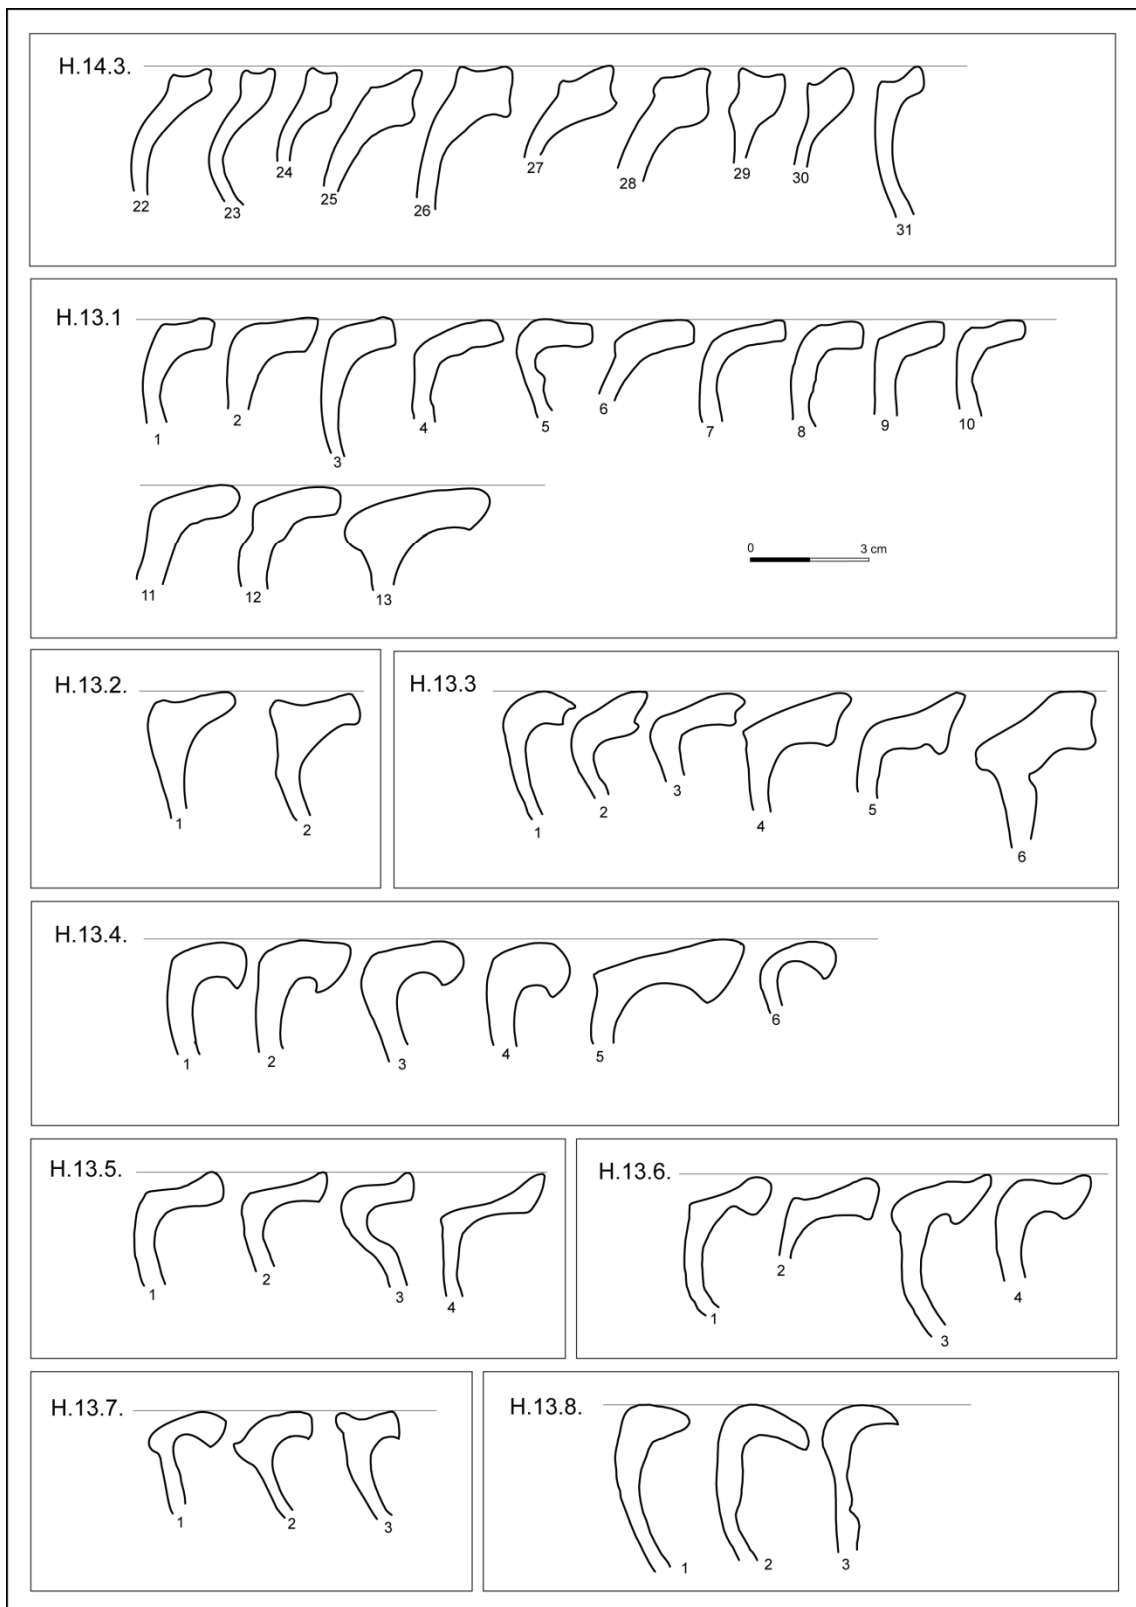 H.14.3.
22 23 24 25 26 27 28 29 30 31
H.13.1
1 2 3 4 5 6 7 8 9 10
11 12 13
0 3 cm
H.13.2.
1 2
H.13.3
1 2 3 4 5 6
H.13.4.
1 2 3 4 5 6
H.13.5.
1 2 3 4
H.13.6.
1 2 3 4
H.13.7.
1 2 3
H.13.8.
1 2 3